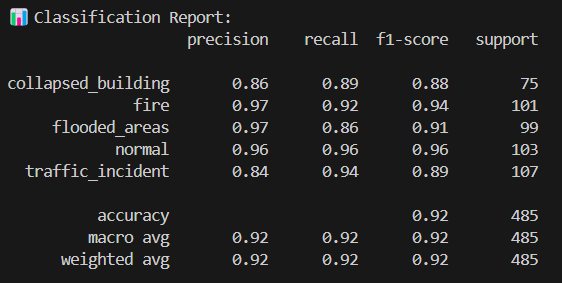 📊 Classification Report:
precision recall f1-score support
collapsed_building 0.86 0.89 0.88 75
fire 0.97 0.92 0.94 101
flooded_areas 0.97 0.86 0.91 99
normal 0.96 0.96 0.96 103
traffic_incident 0.84 0.94 0.89 107
accuracy 0.92 485
macro avg 0.92 0.92 0.92 485
weighted avg 0.92 0.92 0.92 485